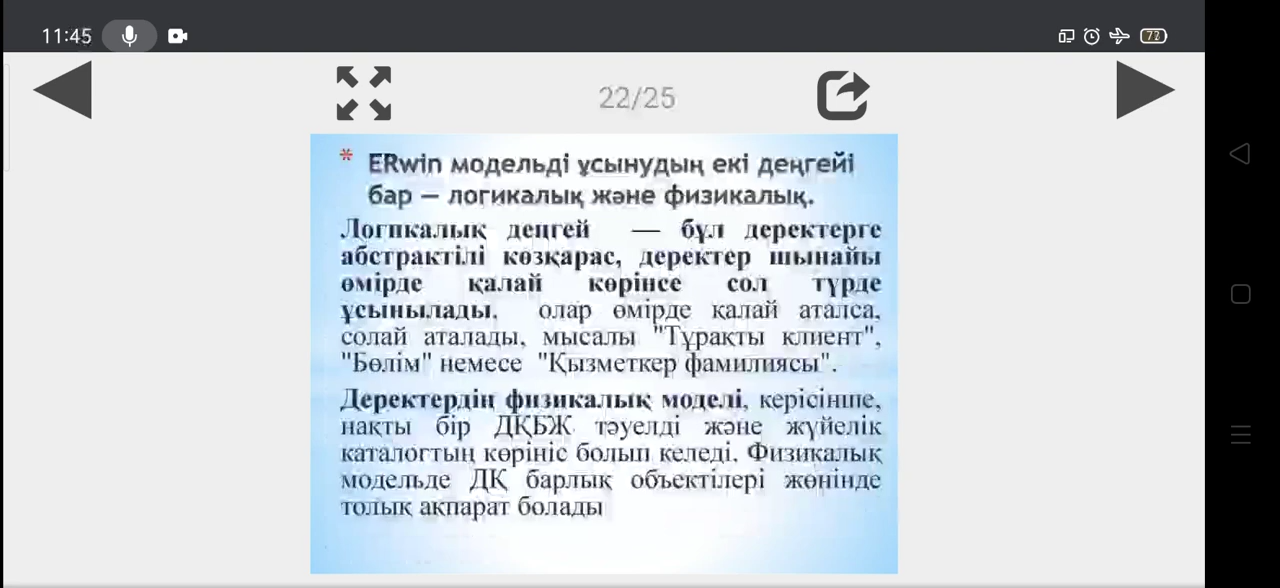 11:45
72
22/25
* ERwin модельді ұсынудың екі деңгейі
бар — логикалық және физикалық.
Логикалық деңгей — бұл деректерге
абстрактілі көзқарас, деректер шынайы
өмірде қалай көрінсе сол түрде
ұсынылады, олар өмірде қалай аталса,
солай аталады, мысалы "Тұрақты клиент",
"Бөлім" немесе "Қызметкер фамилиясы".
Деректердің физикалық моделі, керісінше,
нақты бір ДҚБЖ тәуелді және жүйелік
каталогтың көрініс болып келеді. Физикалық
модельде ДҚ барлық объектілері жөнінде
толық ақпарат болады